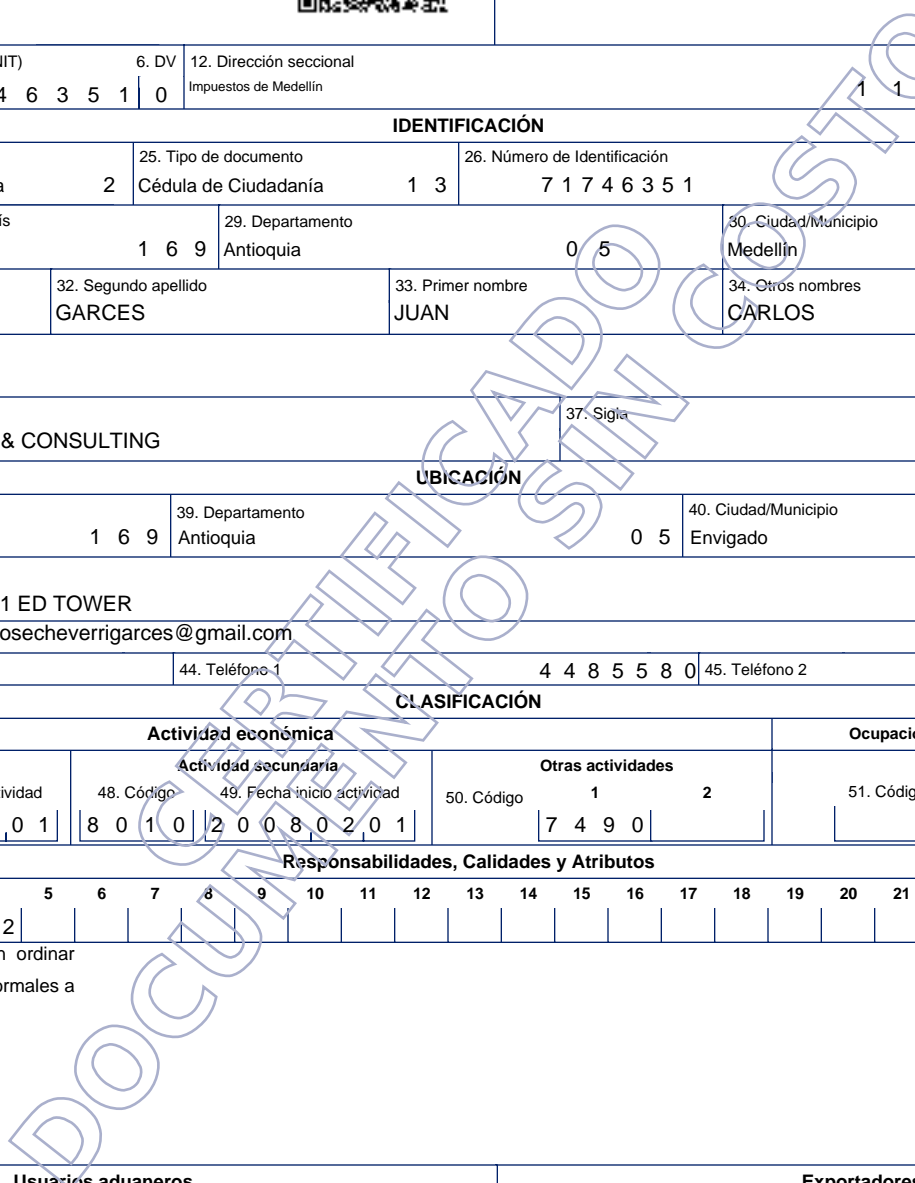 NIT) 6. DV 12. Dirección seccional
4 6 3 5 1 0 Impuestos de Medellín 1 1
IDENTIFICACIÓN
25. Tipo de documento 26. Número de Identificación
a 2 Cédula de Ciudadanía 1 3 7 1 7 4 6 3 5 1
ís 29. Departamento 30. Ciudad/Municipio
1 6 9 Antioquia 0 5 Medellín
32. Segundo apellido 33. Primer nombre 34. Otros nombres
GARCES JUAN CARLOS
37. Sigla
& CONSULTING
UBICACIÓN
39. Departamento 40. Ciudad/Municipio
1 6 9 Antioquia 0 5 Envigado
1 ED TOWER
osecheverrigarces@gmail.com
44. Teléfono 1 4 4 8 5 5 8 0 45. Teléfono 2
CLASIFICACIÓN
Actividad económica Ocupació
Actividad secundaria Otras actividades
ividad 48. Código 49. Fecha inicio actividad 50. Código 1 2 51. Códig
0 1 8 0 1 0 2 0 0 8 0 2 0 1 7 4 9 0
Responsabilidades, Calidades y Atributos
5 6 7 8 9 10 11 12 13 14 15 16 17 18 19 20 21
2
n ordinar
ormales a
Usuarios aduaneros Exportadores
CERTIFICADO
DOCUMENTO SIN COSTO